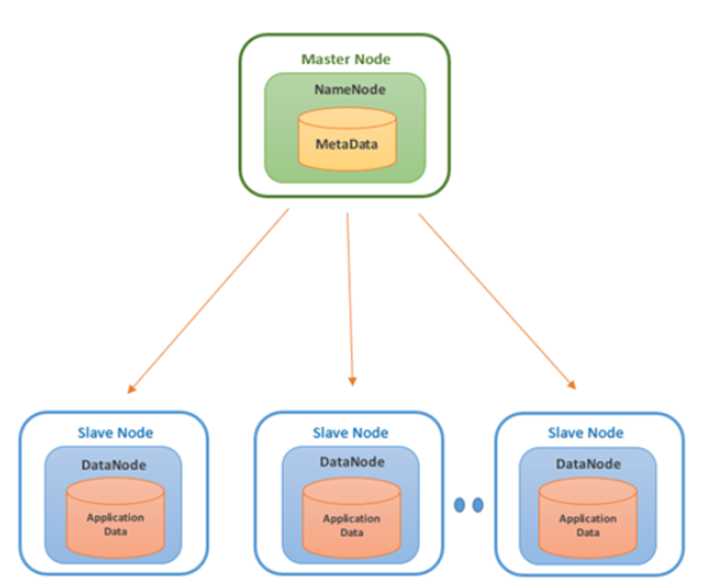 Master Node
NameNode
MetaData
Slave Node
DataNode
Application
Data
Slave Node
DataNode
Application
Data
Slave Node
DataNode
Application
Data